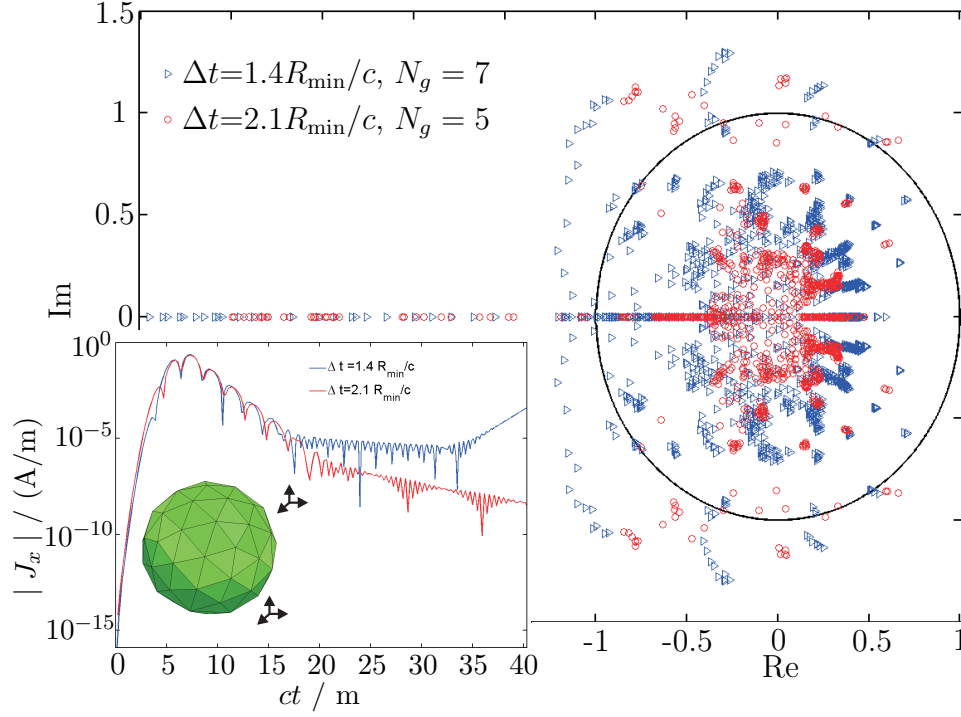 1.5
Δt=1.4R_min/c, N_g = 7
Δt=2.1R_min/c, N_g = 5
1
0.5
0
Im
-1 -0.5 0 0.5 1
Re
10^0
10^−5
10^−10
10^−15
| J_x | / (A/m)
Δ t =1.4 R_min/c
Δ t=2.1 R_min/c
0 5 10 15 20 25 30 35 40
ct / m